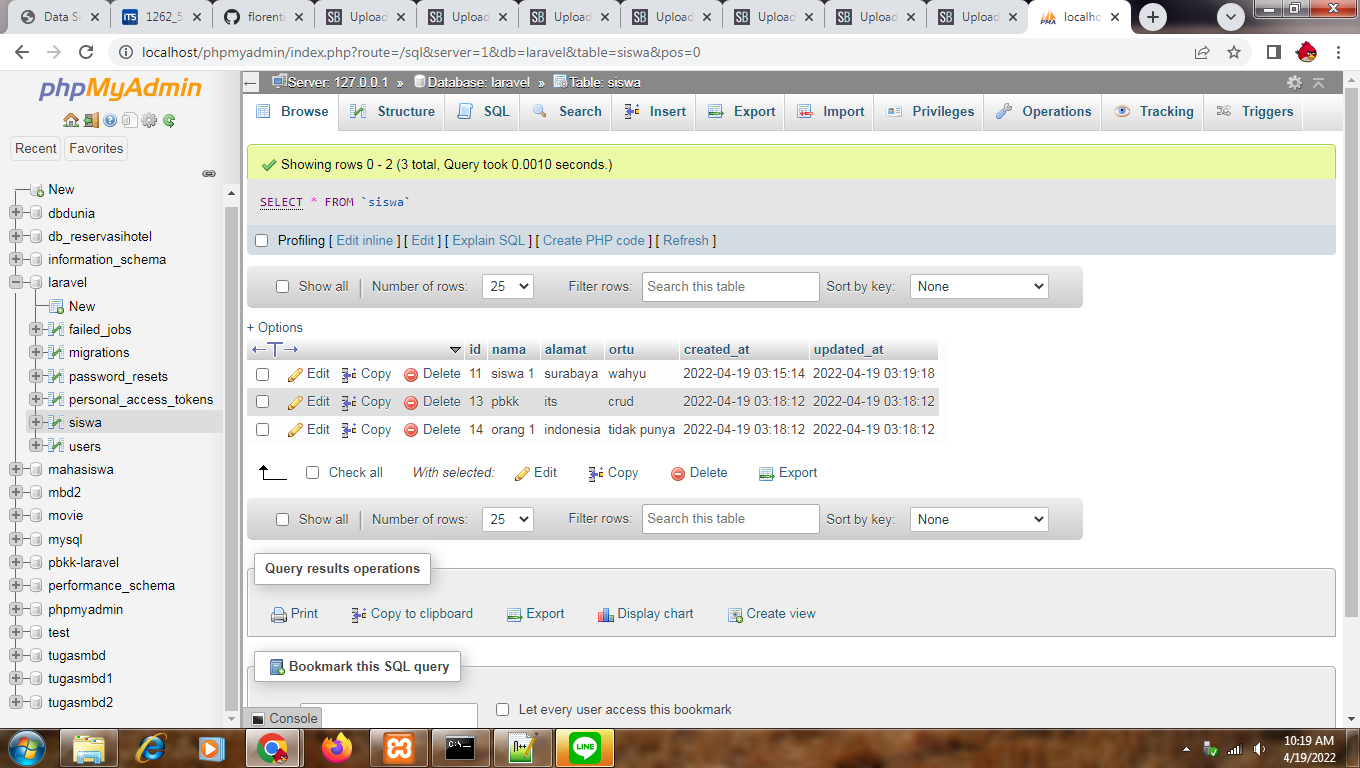 Data Si
1262_5
florenti
Upload
Upload
Upload
Upload
Upload
Upload
Upload
localho
localhost/phpmyadmin/index.php?route=/sql&server=1&db=laravel&table=siswa&pos=0
phpMyAdmin
Recent Favorites
New
dbdunia
db_reservasihotel
information_schema
laravel
New
failed_jobs
migrations
password_resets
personal_access_tokens
siswa
users
mahasiswa
mbd2
movie
mysql
pbkk-laravel
performance_schema
phpmyadmin
test
tugasmbd
tugasmbd1
tugasmbd2
Server: 127.0.0.1 » Database: laravel » Table: siswa
Browse Structure SQL Search Insert Export Import Privileges Operations Tracking Triggers
Showing rows 0 - 2 (3 total, Query took 0.0010 seconds.)
SELECT * FROM `siswa`
Profiling [ Edit inline ] [ Edit ] [ Explain SQL ] [ Create PHP code ] [ Refresh ]
Show all | Number of rows: 25 Filter rows: Search this table Sort by key: None
+ Options
id nama alamat ortu created_at updated_at
Edit Copy Delete 11 siswa 1 surabaya wahyu 2022-04-19 03:15:14 2022-04-19 03:19:18
Edit Copy Delete 13 pbkk its crud 2022-04-19 03:18:12 2022-04-19 03:18:12
Edit Copy Delete 14 orang 1 indonesia tidak punya 2022-04-19 03:18:12 2022-04-19 03:18:12
Check all With selected: Edit Copy Delete Export
Show all | Number of rows: 25 Filter rows: Search this table Sort by key: None
Query results operations
Print Copy to clipboard Export Display chart Create view
Bookmark this SQL query
Let every user access this bookmark
Console
10:19 AM
4/19/2022